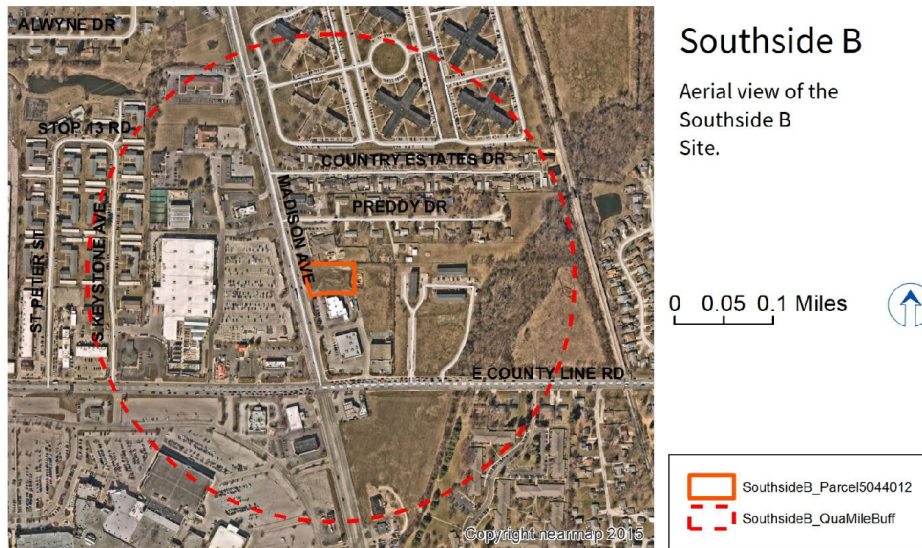 ALWYNE DR
STOP 13 RD
COUNTRY ESTATES DR
MADISON AVE
PREDDY DR
ST PETER ST
S KEYSTONE AVE
E COUNTY LINE RD
Copyright nearmap 2015
Southside B
Aerial view of the
Southside B
Site.
0 0.05 0.1 Miles
SouthsideB_Parcel5044012
SouthsideB_QuaMileBuff